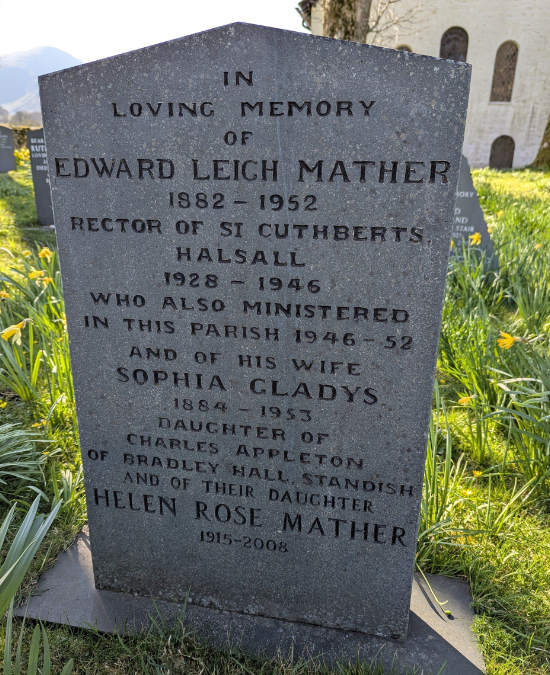 IN
LOVING MEMORY
OF
EDWARD LEIGH MATHER
1882 – 1952
RECTOR OF ST CUTHBERTS,
HALSALL
1928 – 1946
WHO ALSO MINISTERED
IN THIS PARISH 1946 - 52
AND OF HIS WIFE
SOPHIA GLADYS
1884 – 1953
DAUGHTER OF
CHARLES APPLETON
OF BRADLEY HALL, STANDISH
AND OF THEIR DAUGHTER
HELEN ROSE MATHER
1915-2008